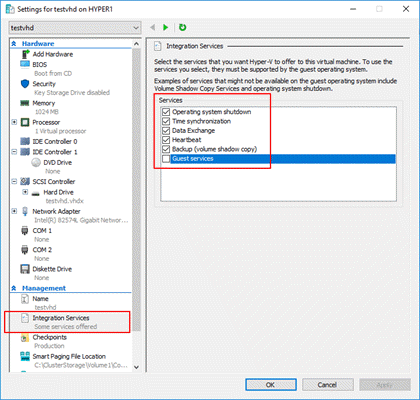 Settings for testvhd on HYPER1
testvhd
Hardware
Add Hardware
BIOS
Boot from CD
Security
Key Storage Drive disabled
Memory
1024 MB
Processor
1 Virtual processor
IDE Controller 0
IDE Controller 1
DVD Drive
None
SCSI Controller
Hard Drive
testvhd.vhdx
Network Adapter
Intel(R) 82574L Gigabit Networ...
COM 1
None
COM 2
None
Diskette Drive
None
Management
Name
testvhd
Integration Services
Some services offered
Checkpoints
Production
Smart Paging File Location
C:\ClusterStorage\Volume1\Co...
Integration Services
Select the services that you want Hyper-V to offer to this virtual machine. To use the
services you select, they must be supported by the guest operating system.
Examples of services that might not be available on the guest operating system include
Volume Shadow Copy Services and operating system shutdown.
Services
Operating system shutdown
Time synchronization
Data Exchange
Heartbeat
Backup (volume shadow copy)
Guest services
OK
Cancel
Apply